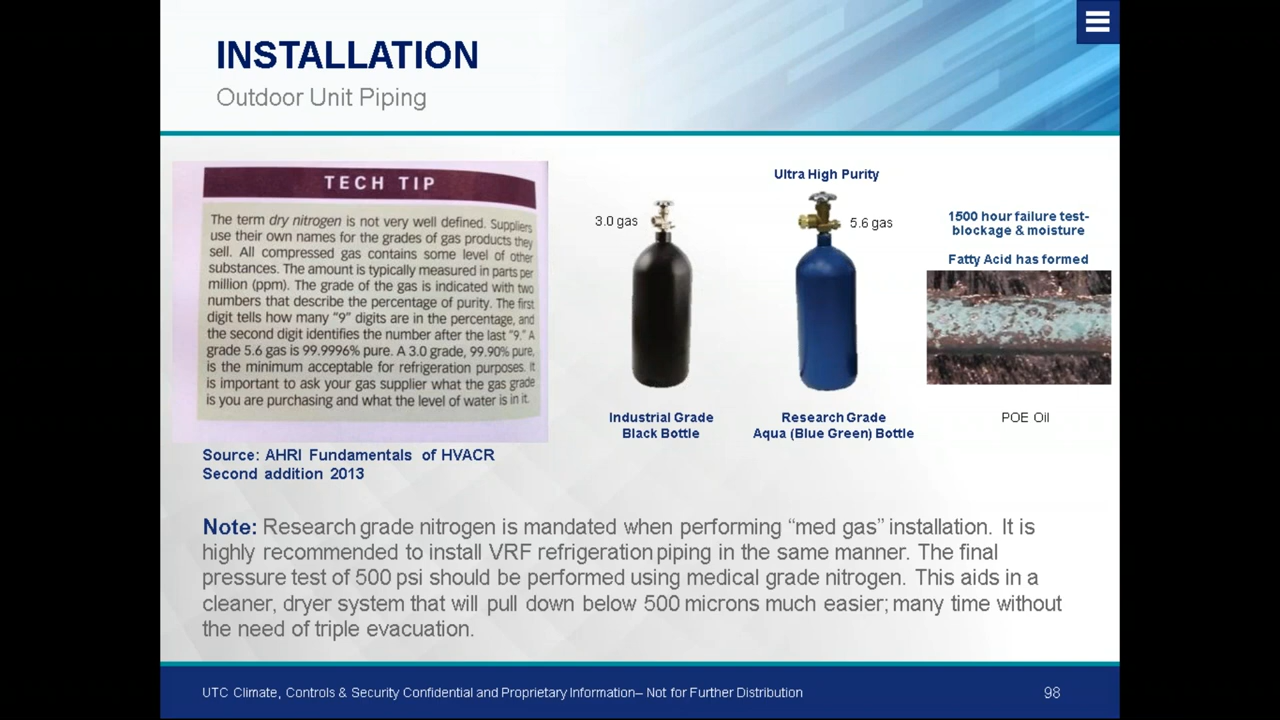 INSTALLATION
Outdoor Unit Piping
TECH TIP
The term dry nitrogen is not very well defined. Suppliers
use their own names for the grades of gas products they
sell. All compressed gas contains some level of other
substances. The amount is typically measured in parts per
million (ppm). The grade of the gas is indicated with two
numbers that describe the percentage of purity. The first
digit tells how many "9" digits are in the percentage, and
the second digit identifies the number after the last "9." A
grade 5.6 gas is 99.9996% pure. A 3.0 grade, 99.90% pure,
is the minimum acceptable for refrigeration purposes. It
is important to ask your gas supplier what the gas grade
is you are purchasing and what the level of water is in it.
Source: AHRI Fundamentals of HVACR
Second addition 2013
3.0 gas
Industrial Grade
Black Bottle
Ultra High Purity
5.6 gas
Research Grade
Aqua (Blue Green) Bottle
1500 hour failure test-
blockage & moisture
Fatty Acid has formed
POE Oil
Note: Research grade nitrogen is mandated when performing “med gas” installation. It is
highly recommended to install VRF refrigeration piping in the same manner. The final
pressure test of 500 psi should be performed using medical grade nitrogen. This aids in a
cleaner, dryer system that will pull down below 500 microns much easier; many time without
the need of triple evacuation.
UTC Climate, Controls & Security Confidential and Proprietary Information– Not for Further Distribution
98